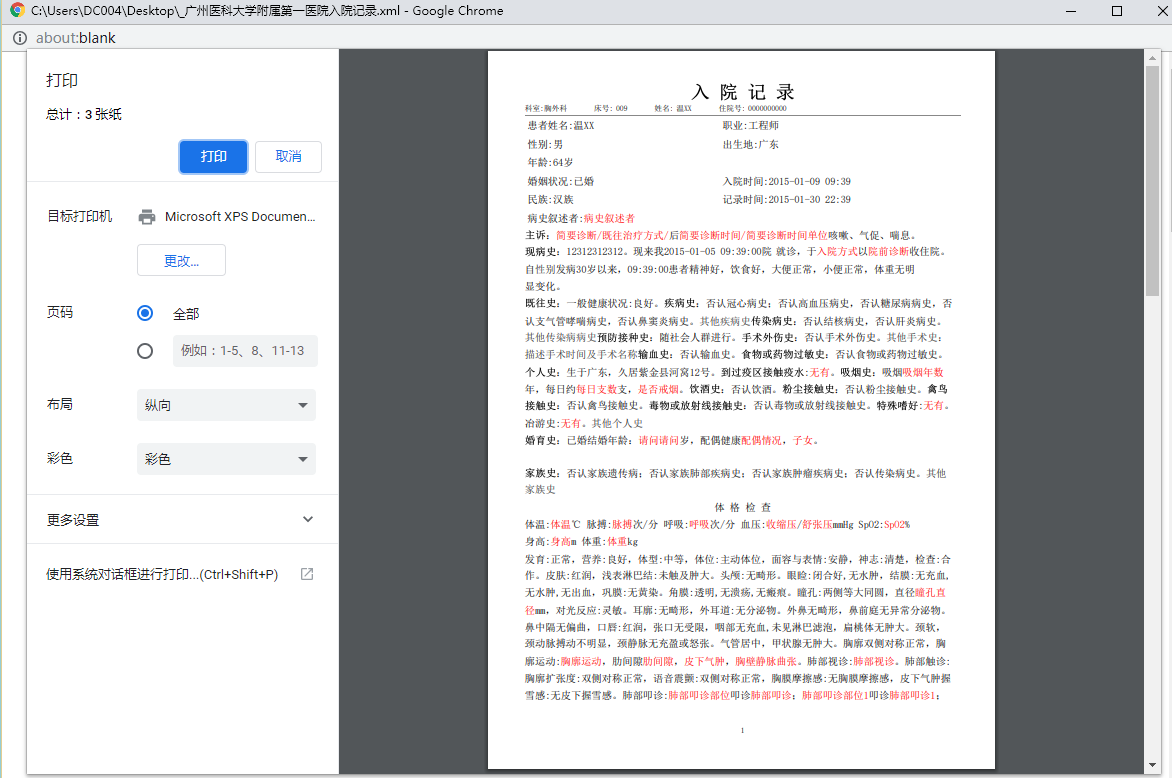 C:\Users\DC004\Desktop\_广州医科大学附属第一医院入院记录.xml - Google Chrome
about:blank
打印
总计：3 张纸
打印
取消
目标打印机
Microsoft XPS Documen...
更改...
页码
全部
例如：1-5、8、11-13
布局
纵向
彩色
彩色
更多设置
使用系统对话框进行打印...(Ctrl+Shift+P)
入 院 记 录
科室:胸外科 床号: 009 姓名: 温XX 住院号: 0000000000
患者姓名:温XX 职业:工程师
性别:男 出生地:广东
年龄:64岁
婚姻状况:已婚 入院时间:2015-01-09 09:39
民族:汉族 记录时间:2015-01-30 22:39
病史叙述者:病史叙述者
主诉：简要诊断/既往治疗方式/后简要诊断时间/简要诊断时间单位咳嗽、气促、喘息。
现病史：12312312312。现来我2015-01-05 09:39:00院 就诊，于入院方式以院前诊断收住院。
自性别发病30岁以来，09:39:00患者精神好，饮食好，大便正常，小便正常，体重无明
显变化。
既往史：一般健康状况:良好。疾病史：否认冠心病史；否认高血压病史，否认糖尿病病史，否
认支气管哮喘病史，否认鼻窦炎病史。其他疾病史传染病史：否认结核病史，否认肝炎病史。
其他传染病病史预防接种史：随社会人群进行。手术外伤史：否认手术外伤史。其他手术史：
描述手术时间及手术名称输血史：否认输血史。食物或药物过敏史：否认食物或药物过敏史。
个人史：生于广东，久居紫金县河窝12号。到过疫区接触疫水:无有。吸烟史：吸烟吸烟年数
年，每日约每日支数支，是否戒烟。饮酒史：否认饮酒。粉尘接触史：否认粉尘接触史。禽鸟
接触史：否认禽鸟接触史。毒物或放射线接触史：否认毒物或放射线接触史。特殊嗜好:无有。
冶游史:无有。其他个人史
婚育史：已婚结婚年龄：请问请问岁，配偶健康配偶情况，子女。
家族史：否认家族遗传病；否认家族肺部疾病史；否认家族肿瘤疾病史；否认传染病史。其他
家族史
体 格 检 查
体温:体温℃ 脉搏:脉搏次/分 呼吸:呼吸次/分 血压:收缩压/舒张压mmHg SpO2:SpO2%
身高:身高m 体重:体重kg
发育:正常，营养:良好，体型:中等，体位:主动体位，面容与表情:安静，神志:清楚，检查:合
作。皮肤:红润，浅表淋巴结:未触及肿大。头颅:无畸形。眼睑:闭合好,无水肿，结膜:无充血,
无水肿,无出血，巩膜:无黄染。角膜:透明,无溃疡,无瘢痕。瞳孔:两侧等大同圆，直径瞳孔直
径mm，对光反应:灵敏。耳廓:无畸形，外耳道:无分泌物。外鼻无畸形，鼻前庭无异常分泌物。
鼻中隔无偏曲，口唇:红润，张口无受限，咽部无充血,未见淋巴滤泡，扁桃体无肿大。颈软,
颈动脉搏动不明显，颈静脉无充盈或怒张。气管居中，甲状腺无肿大。胸廓双侧对称正常，胸
廓运动:胸廓运动，肋间隙肋间隙，皮下气肿，胸壁静脉曲张。肺部视诊:肺部视诊。肺部触诊:
胸廓扩张度:双侧对称正常，语音震颤:双侧对称正常，胸膜摩擦感:无胸膜摩擦感，皮下气肿握
雪感:无皮下握雪感。肺部叩诊:肺部叩诊部位叩诊肺部叩诊；肺部叩诊部位1叩诊肺部叩诊1；
1